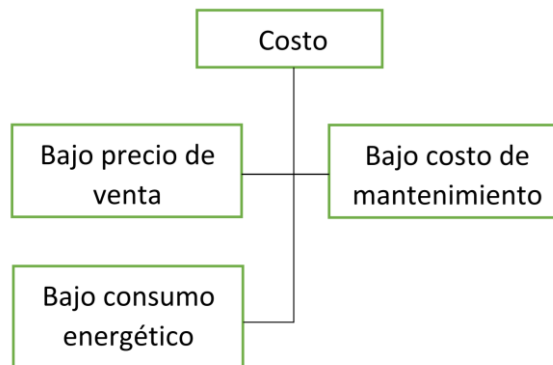 Costo
Bajo precio de
venta
Bajo costo de
mantenimiento
Bajo consumo
energético